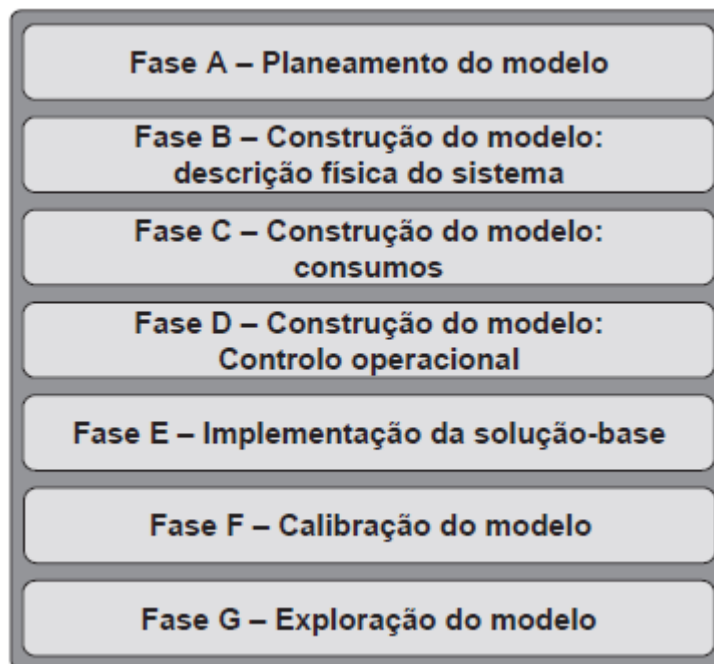 Fase A – Planeamento do modelo
Fase B – Construção do modelo:
descrição física do sistema
Fase C – Construção do modelo:
consumos
Fase D – Construção do modelo:
Controlo operacional
Fase E – Implementação da solução-base
Fase F – Calibração do modelo
Fase G – Exploração do modelo